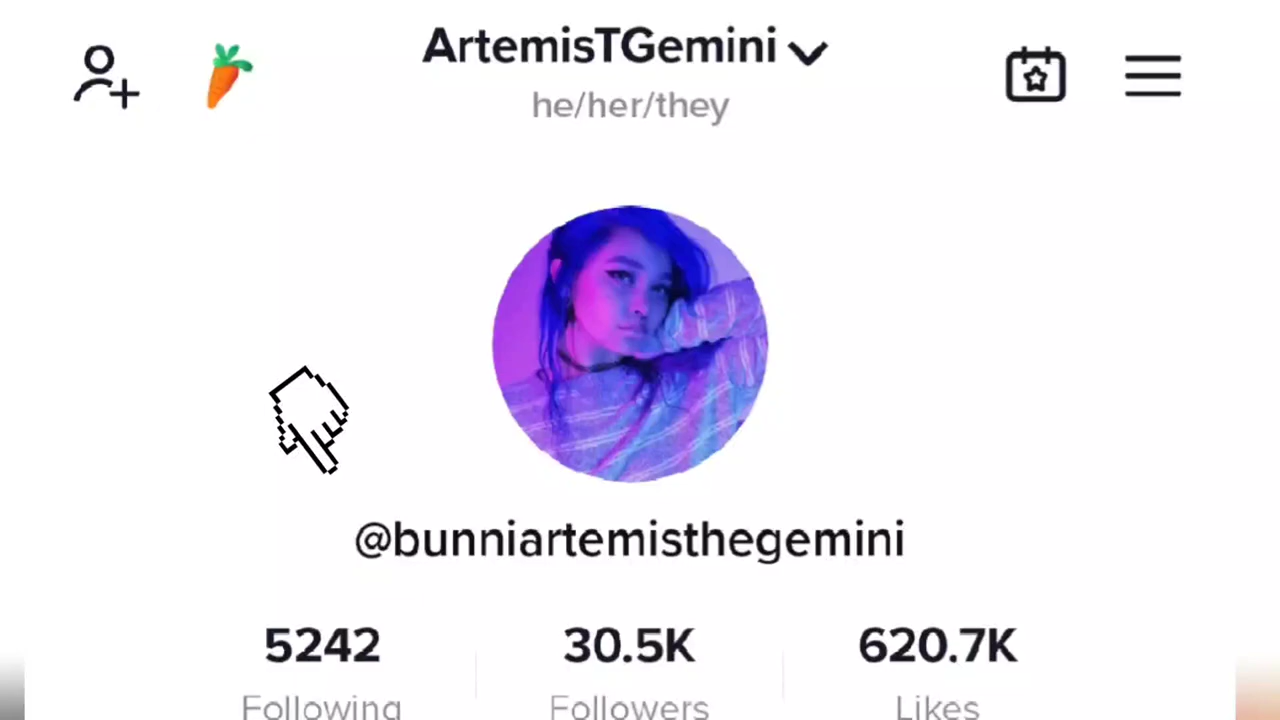 ArtemisTGemini
he/her/they
@bunniartemisthegemini
5242 30.5K 620.7K
Following Followers Likes